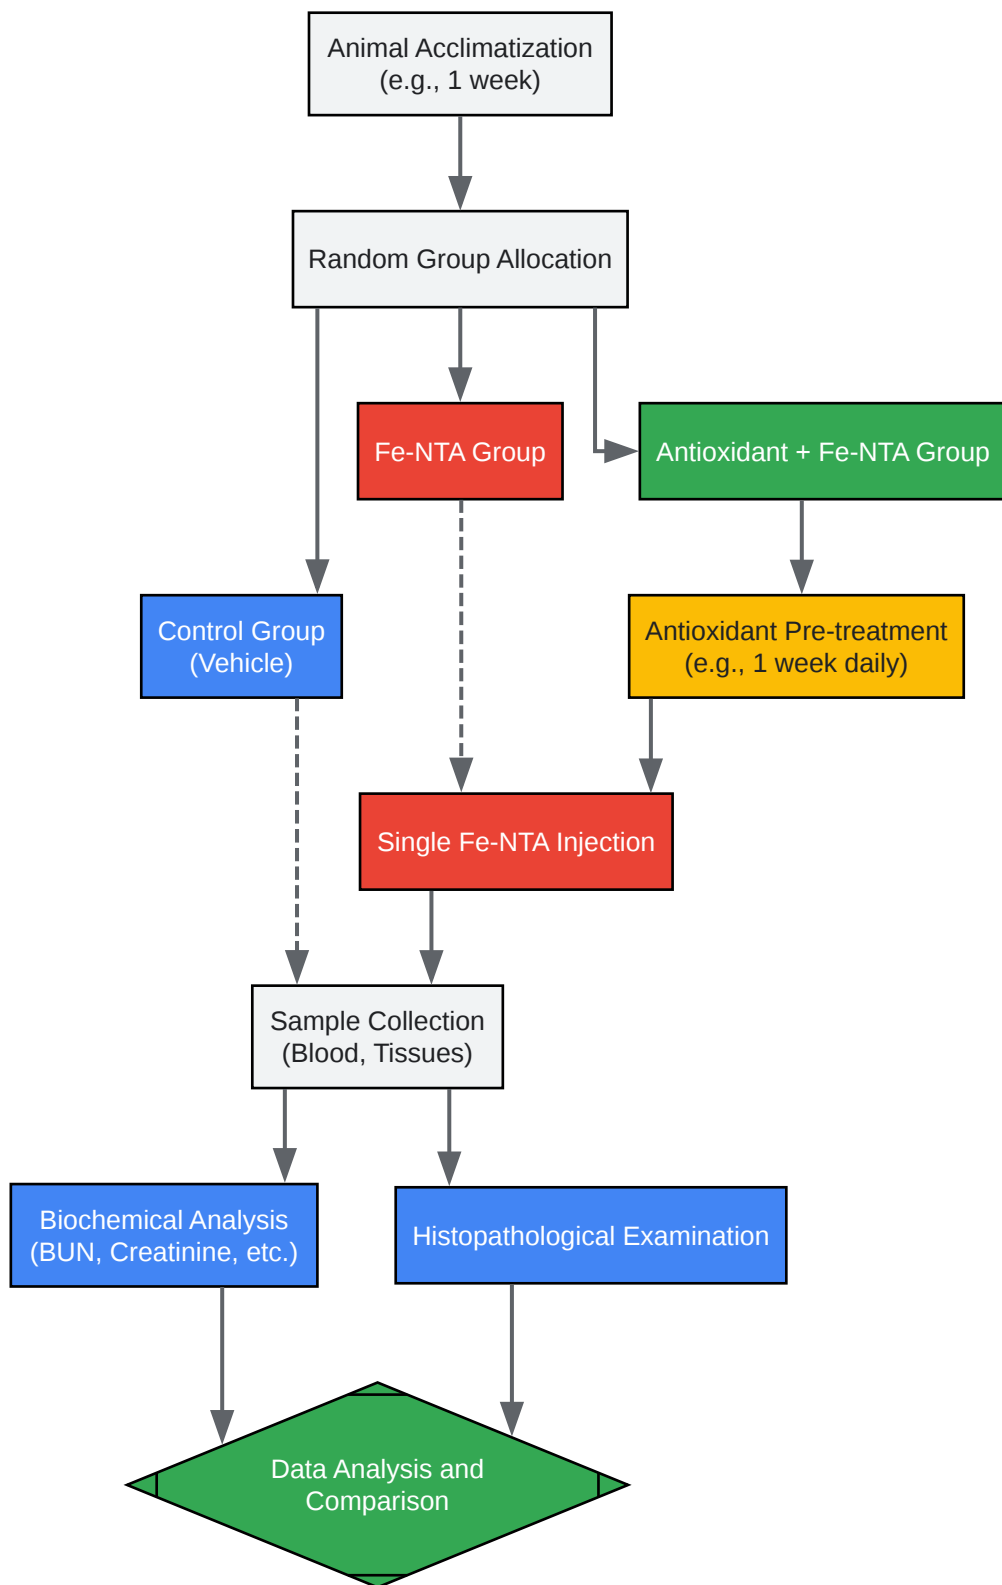 Animal Acclimatization
(e.g., 1 week)
Random Group Allocation
Fe-NTA Group
Antioxidant + Fe-NTA Group
Control Group
(Vehicle)
Antioxidant Pre-treatment
(e.g., 1 week daily)
Single Fe-NTA Injection
Sample Collection
(Blood, Tissues)
Biochemical Analysis
(BUN, Creatinine, etc.)
Histopathological Examination
Data Analysis and
Comparison